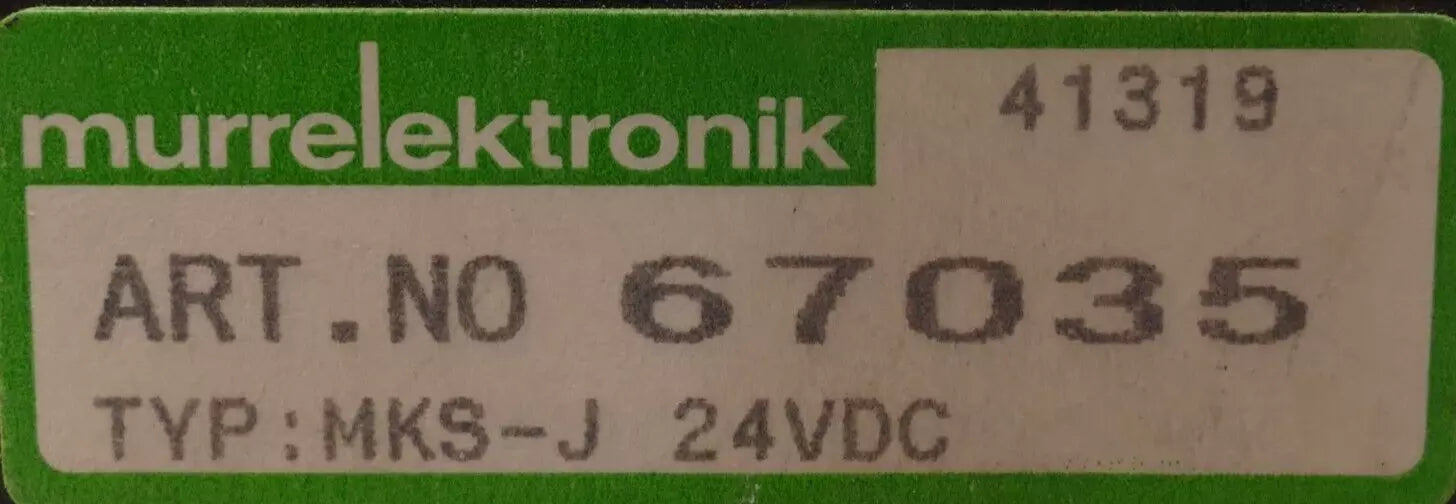 murrelektronik
41319
ART.NO 67035
TYP:MKS-J 24VDC